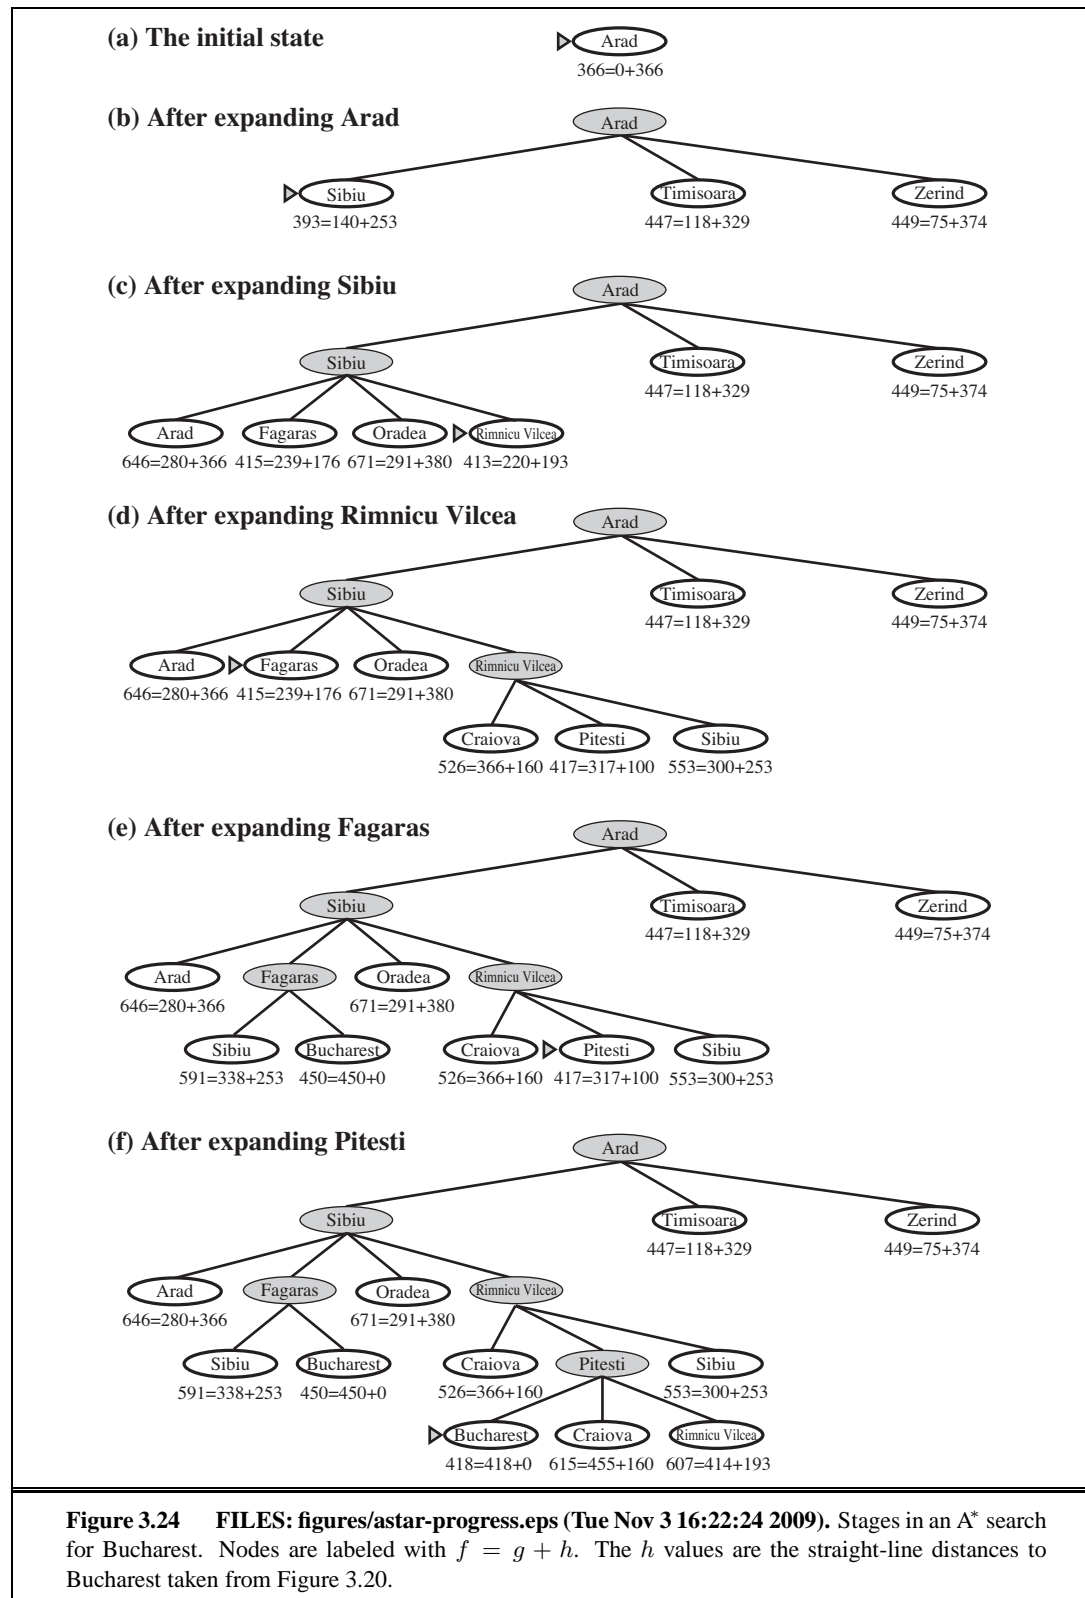 (a) The initial state
Arad
366=0+366
(b) After expanding Arad
Arad
Sibiu Timisoara Zerind
393=140+253 447=118+329 449=75+374
(c) After expanding Sibiu
Arad
Sibiu Timisoara Zerind
447=118+329 449=75+374
Arad Fagaras Oradea Rimnicu Vilcea
646=280+366 415=239+176 671=291+380 413=220+193
(d) After expanding Rimnicu Vilcea
Arad
Sibiu Timisoara Zerind
447=118+329 449=75+374
Arad Fagaras Oradea Rimnicu Vilcea
646=280+366 415=239+176 671=291+380
Craiova Pitesti Sibiu
526=366+160 417=317+100 553=300+253
(e) After expanding Fagaras
Arad
Sibiu Timisoara Zerind
447=118+329 449=75+374
Arad Fagaras Oradea Rimnicu Vilcea
646=280+366 671=291+380
Sibiu Bucharest Craiova Pitesti Sibiu
591=338+253 450=450+0 526=366+160 417=317+100 553=300+253
(f) After expanding Pitesti
Arad
Sibiu Timisoara Zerind
447=118+329 449=75+374
Arad Fagaras Oradea Rimnicu Vilcea
646=280+366 671=291+380
Sibiu Bucharest Craiova Pitesti Sibiu
591=338+253 450=450+0 526=366+160 553=300+253
Bucharest Craiova Rimnicu Vilcea
418=418+0 615=455+160 607=414+193
Figure 3.24 FILES: figures/astar-progress.eps (Tue Nov 3 16:22:24 2009). Stages in an A* search
for Bucharest. Nodes are labeled with f = g + h. The h values are the straight-line distances to
Bucharest taken from Figure 3.20.